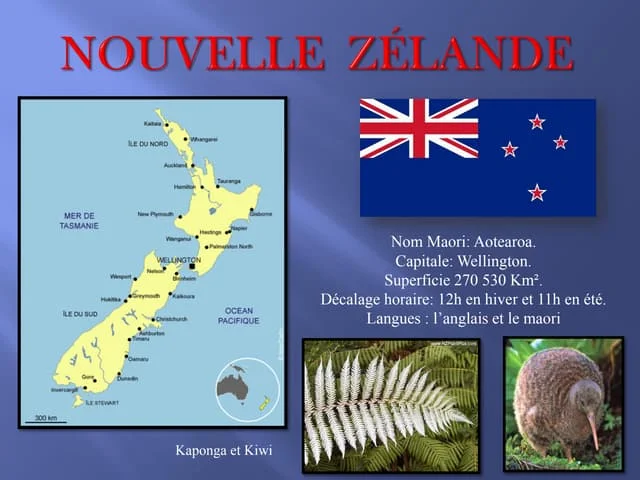 NOUVELLE ZÉLANDE
Kaitaia
Whangarei
ÎLE DU NORD
Auckland
Hamilton
Tauranga
MER DE
TASMANIE
New Plymouth
Gisborne
Hastings
Napier
Wanganui
Palmerston North
WELLINGTON
Nelson
Blenheim
Westport
Kaikoura
Greymouth
Hokitika
OCEAN
PACIFIQUE
ÎLE DU SUD
Christchurch
Ashburton
Timaru
Oamaru
Gore
Dunedin
Invercargill
ÎLE STEWART
300 km
Nom Maori: Aotearoa.
Capitale: Wellington.
Superficie 270 530 Km².
Décalage horaire: 12h en hiver et 11h en été.
Langues : l’anglais et le maori
www.NZPlantPics.com
Kaponga et Kiwi